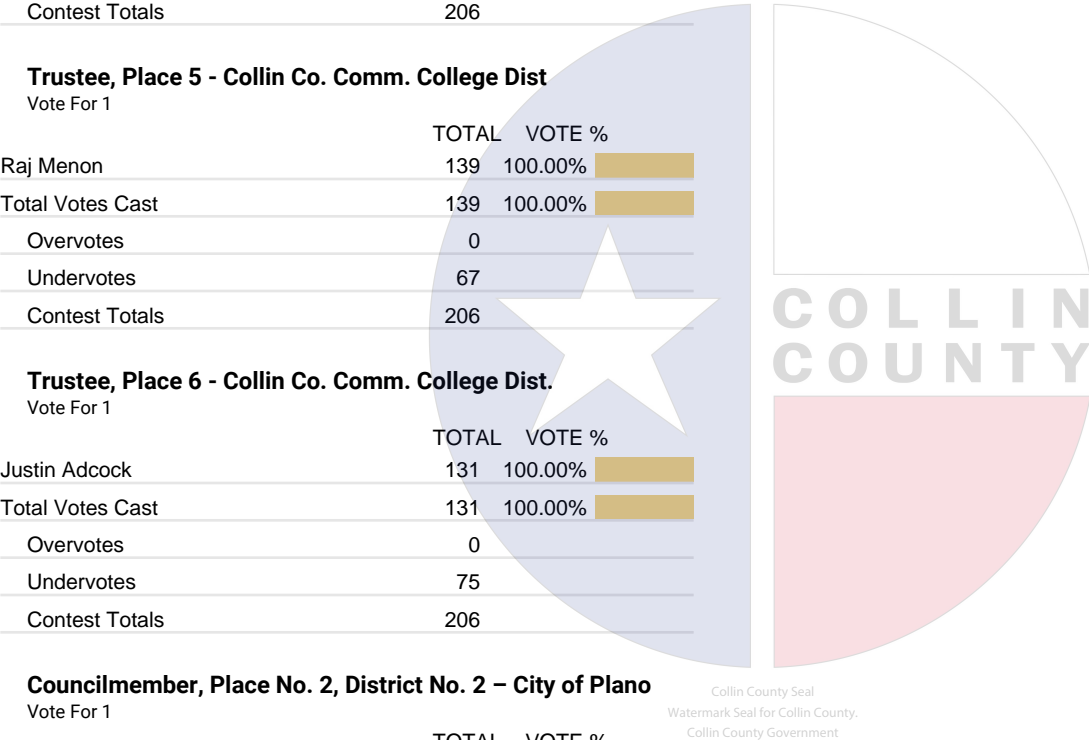 Contest Totals 206
Trustee, Place 5 - Collin Co. Comm. College Dist
Vote For 1
TOTAL VOTE %
Raj Menon 139 100.00%
Total Votes Cast 139 100.00%
Overvotes 0
Undervotes 67
Contest Totals 206
Trustee, Place 6 - Collin Co. Comm. College Dist.
Vote For 1
TOTAL VOTE %
Justin Adcock 131 100.00%
Total Votes Cast 131 100.00%
Overvotes 0
Undervotes 75
Contest Totals 206
Councilmember, Place No. 2, District No. 2 – City of Plano
Vote For 1
TOTAL VOTE %
COLLIN
COUNTY
Collin County Seal
Watermark Seal for Collin County.
Collin County Government